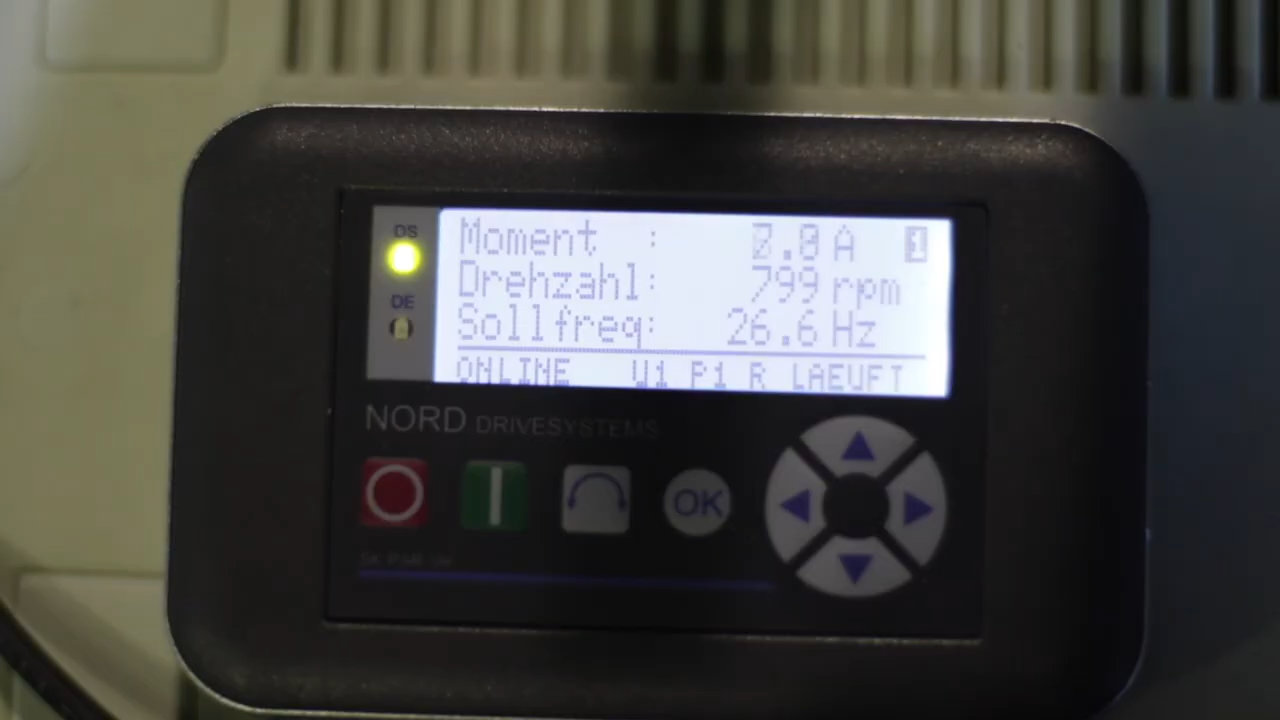 DS
Moment : 0.0 A 1
Drehzahl: 799 rpm
DE
Sollfreq: 26.6 Hz
ONLINE U1 P1 R LAEUFT
NORD DRIVESYSTEMS
OK